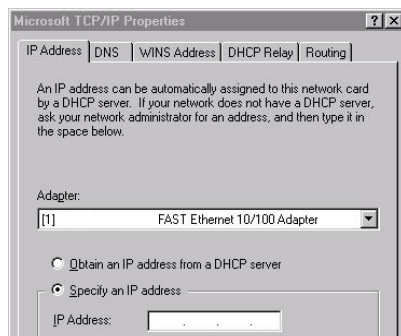 Microsoft TCP/IP Properties
IP Address DNS WINS Address DHCP Relay Routing
An IP address can be automatically assigned to this network card
by a DHCP server. If your network does not have a DHCP server,
ask your network administrator for an address, and then type it in
the space below.
Adapter:
[1] FAST Ethernet 10/100 Adapter
Obtain an IP address from a DHCP server
Specify an IP address
IP Address: